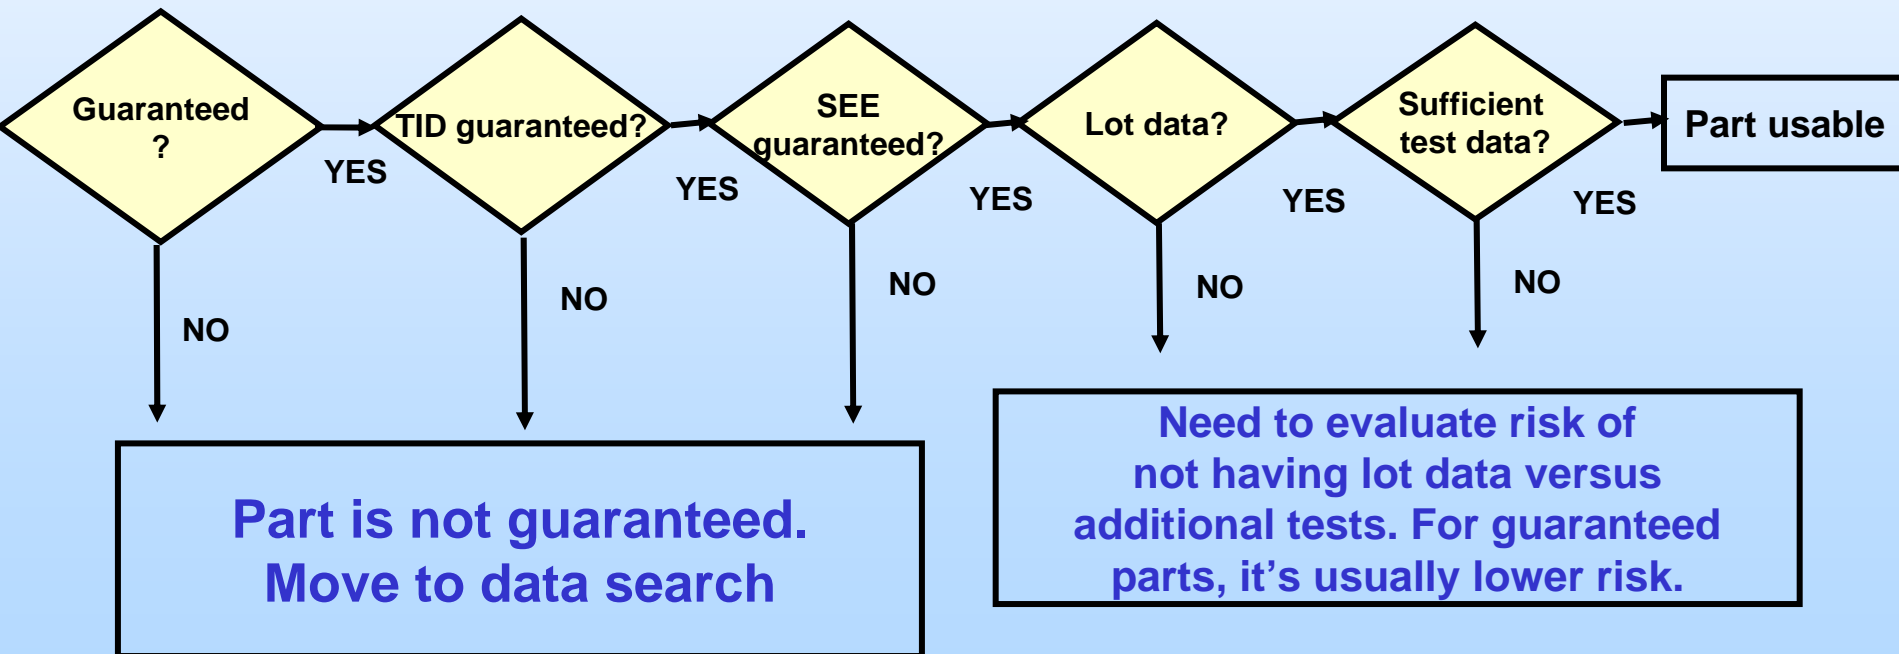 Guaranteed
?
TID guaranteed?
SEE
guaranteed?
Lot data?
Sufficient
test data?
Part usable
YES
YES
YES
YES
YES
NO
NO
NO
NO
NO
Part is not guaranteed.
Move to data search
Need to evaluate risk of
not having lot data versus
additional tests. For guaranteed
parts, it’s usually lower risk.